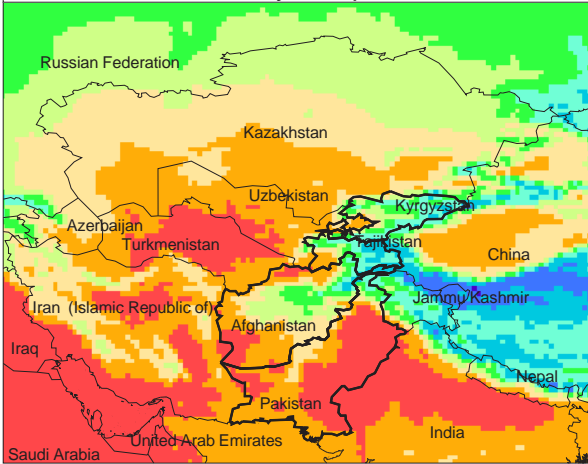 Russian Federation
Kazakhstan
Uzbekistan
Kyrgyzstan
Azerbaijan
Turkmenistan
Tajikistan
China
Iran (Islamic Republic of)
Jammu/Kashmir
Afghanistan
Iraq
Nepal
Pakistan
United Arab Emirates
India
Saudi Arabia